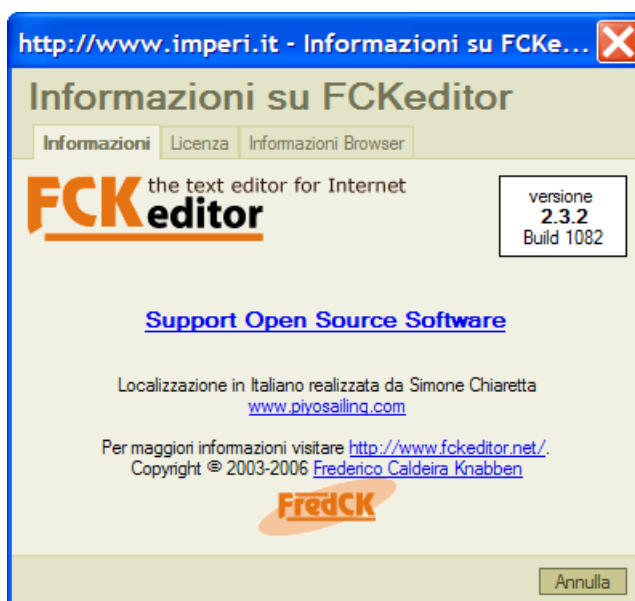 http://www.imperi.it - Informazioni su FCKe...
Informazioni su FCKeditor
Informazioni Licenza Informazioni Browser
FCKeditor the text editor for Internet
versione
2.3.2
Build 1082
Support Open Source Software
Localizzazione in Italiano realizzata da Simone Chiaretta
www.piyosailing.com
Per maggiori informazioni visitare http://www.fckeditor.net/.
Copyright © 2003-2006 Frederico Caldeira Knabben
FredCK
Annulla